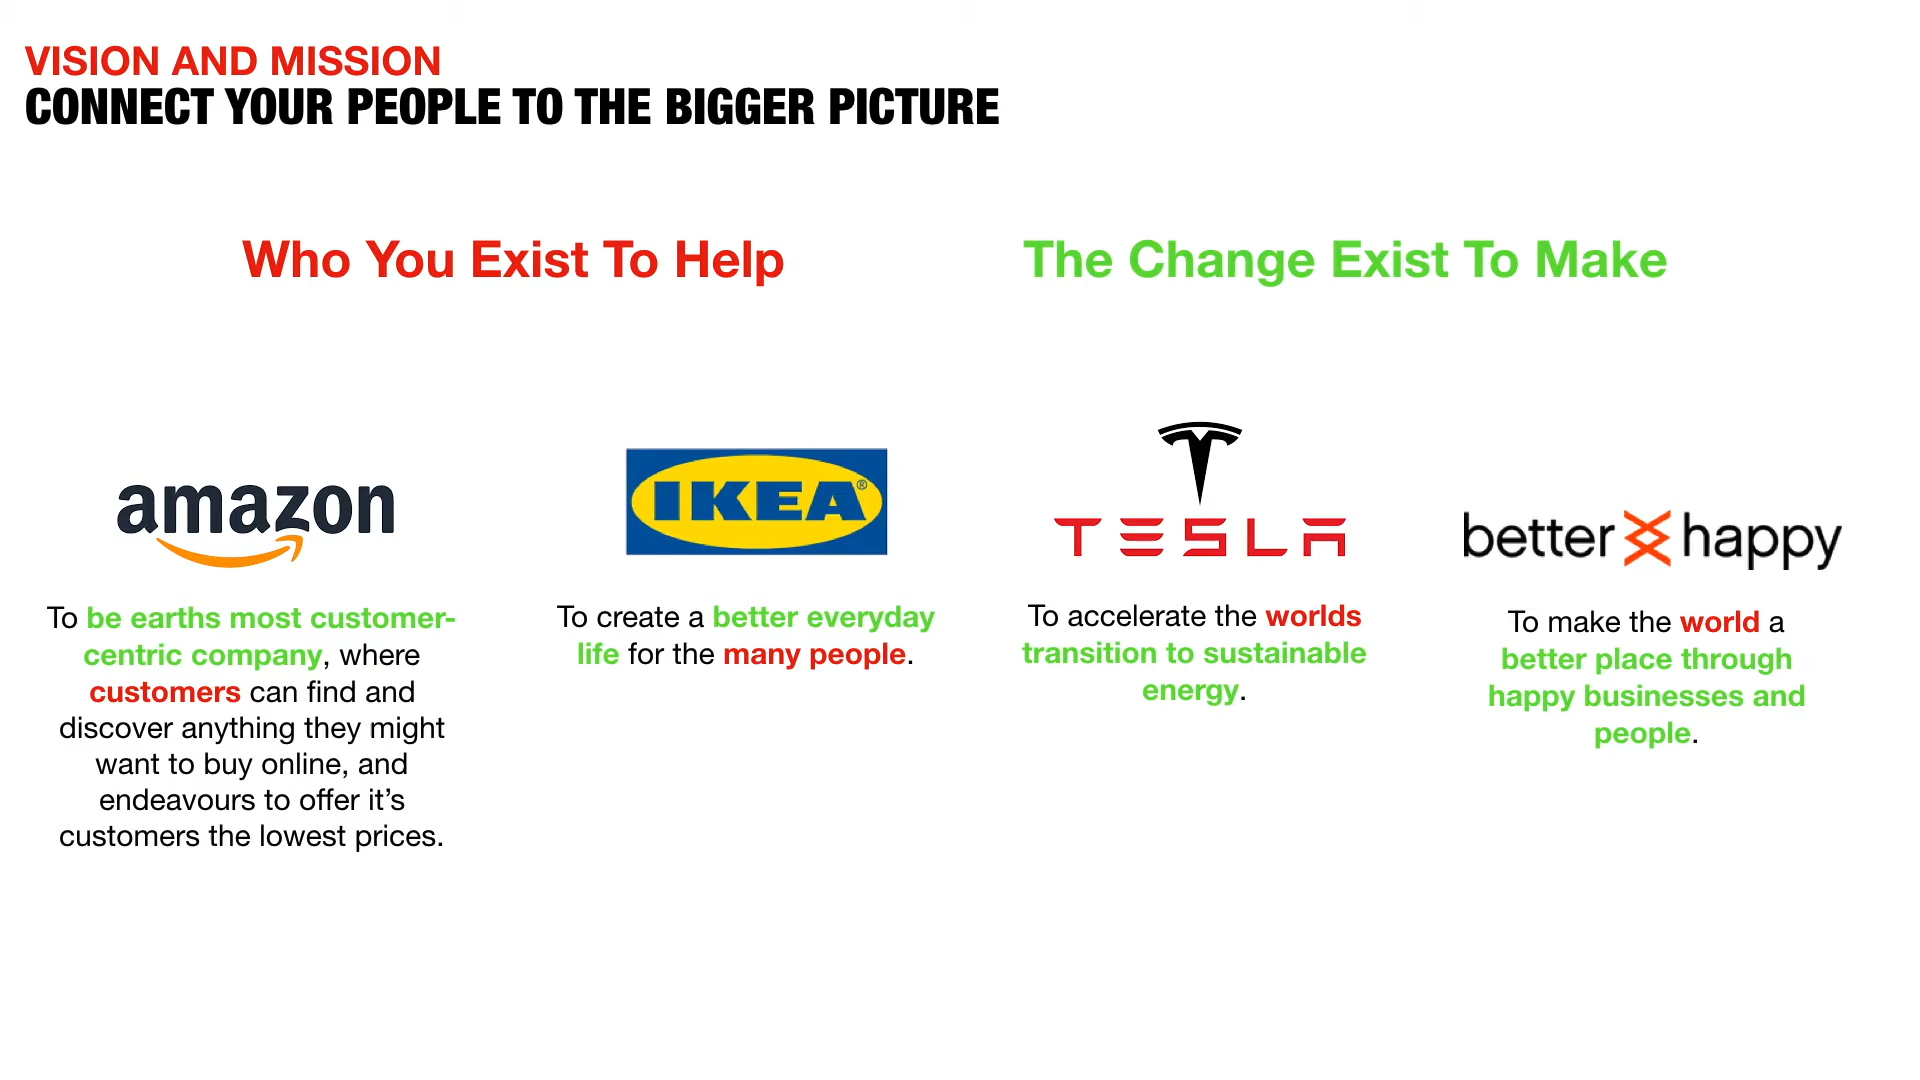 VISION AND MISSION
CONNECT YOUR PEOPLE TO THE BIGGER PICTURE
Who You Exist To Help
The Change Exist To Make
amazon
To be earths most customer-
centric company, where
customers can find and
discover anything they might
want to buy online, and
endeavours to offer it’s
customers the lowest prices.
IKEA®
To create a better everyday
life for the many people.
TESLA
To accelerate the worlds
transition to sustainable
energy.
better happy
To make the world a
better place through
happy businesses and
people.